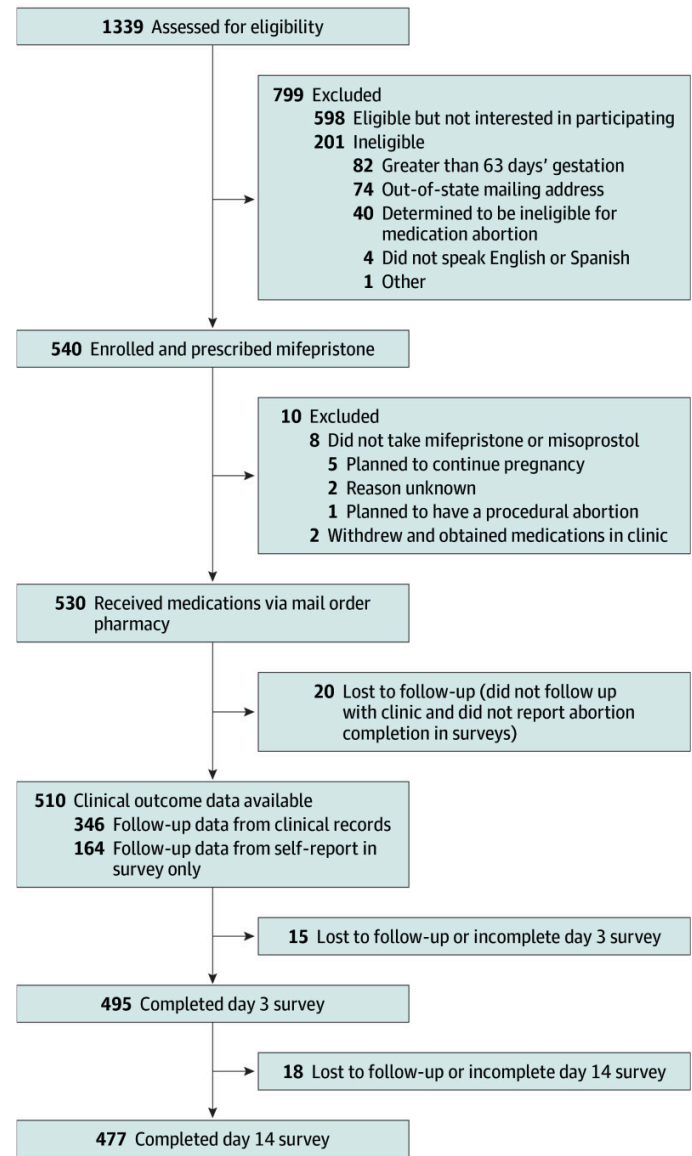 1339 Assessed for eligibility
799 Excluded
598 Eligible but not interested in participating
201 Ineligible
82 Greater than 63 days’ gestation
74 Out-of-state mailing address
40 Determined to be ineligible for
medication abortion
4 Did not speak English or Spanish
1 Other
540 Enrolled and prescribed mifepristone
10 Excluded
8 Did not take mifepristone or misoprostol
5 Planned to continue pregnancy
2 Reason unknown
1 Planned to have a procedural abortion
2 Withdrew and obtained medications in clinic
530 Received medications via mail order
pharmacy
20 Lost to follow-up (did not follow up
with clinic and did not report abortion
completion in surveys)
510 Clinical outcome data available
346 Follow-up data from clinical records
164 Follow-up data from self-report in
survey only
15 Lost to follow-up or incomplete day 3 survey
495 Completed day 3 survey
18 Lost to follow-up or incomplete day 14 survey
477 Completed day 14 survey